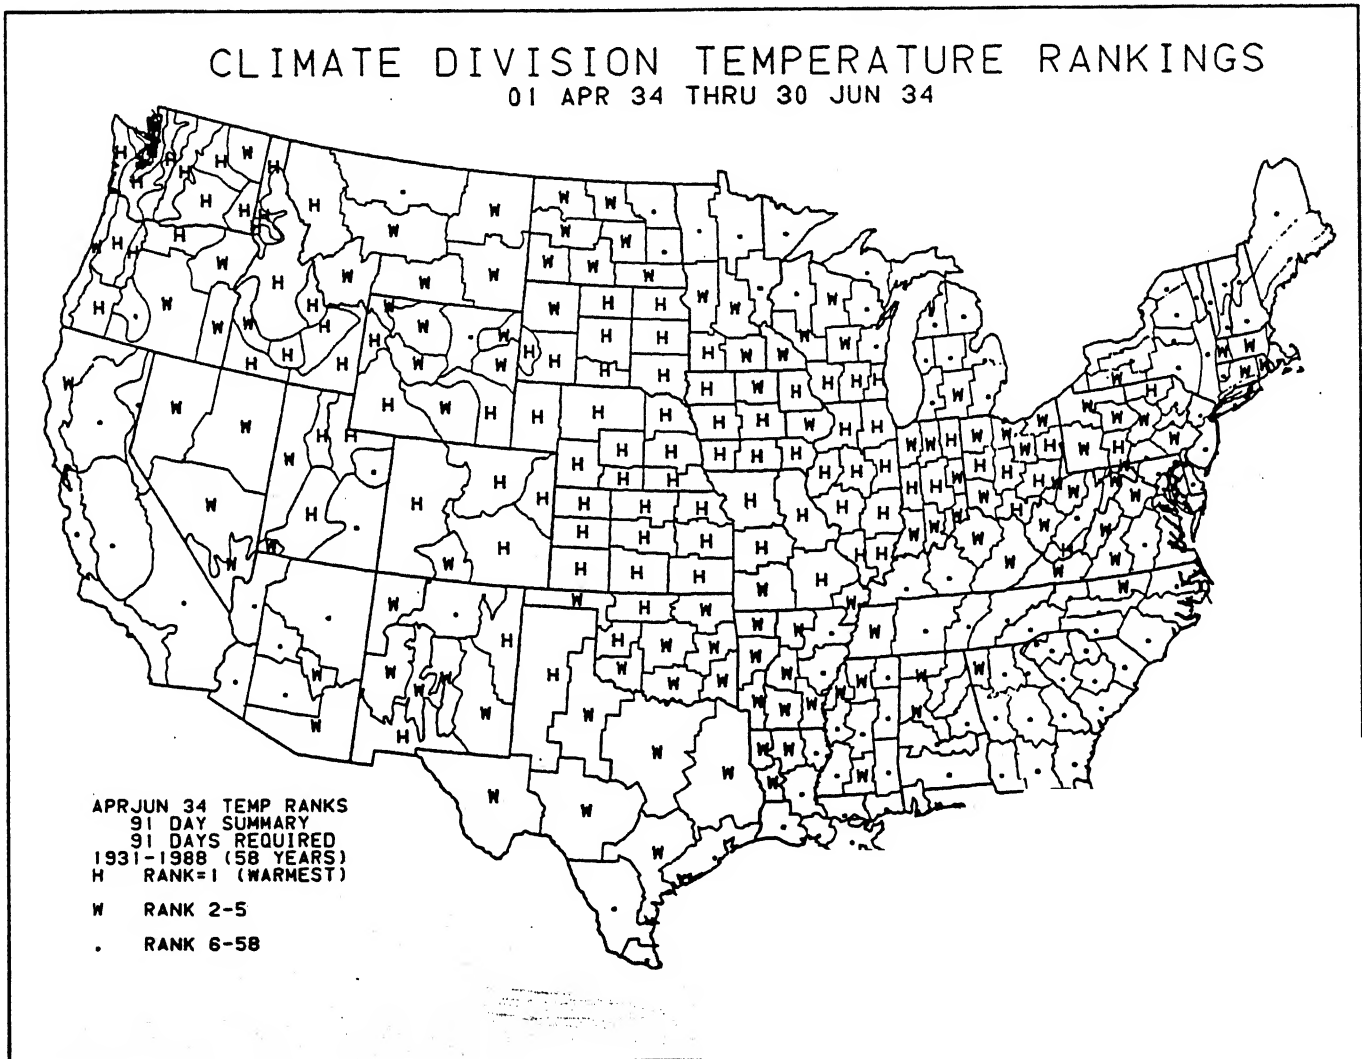 CLIMATE DIVISION TEMPERATURE RANKINGS
01 APR 34 THRU 30 JUN 34
APRJUN 34 TEMP RANKS
91 DAY SUMMARY
91 DAYS REQUIRED
1931-1988 (58 YEARS)
H RANK=1 (WARMEST)
W RANK 2-5
. RANK 6-58